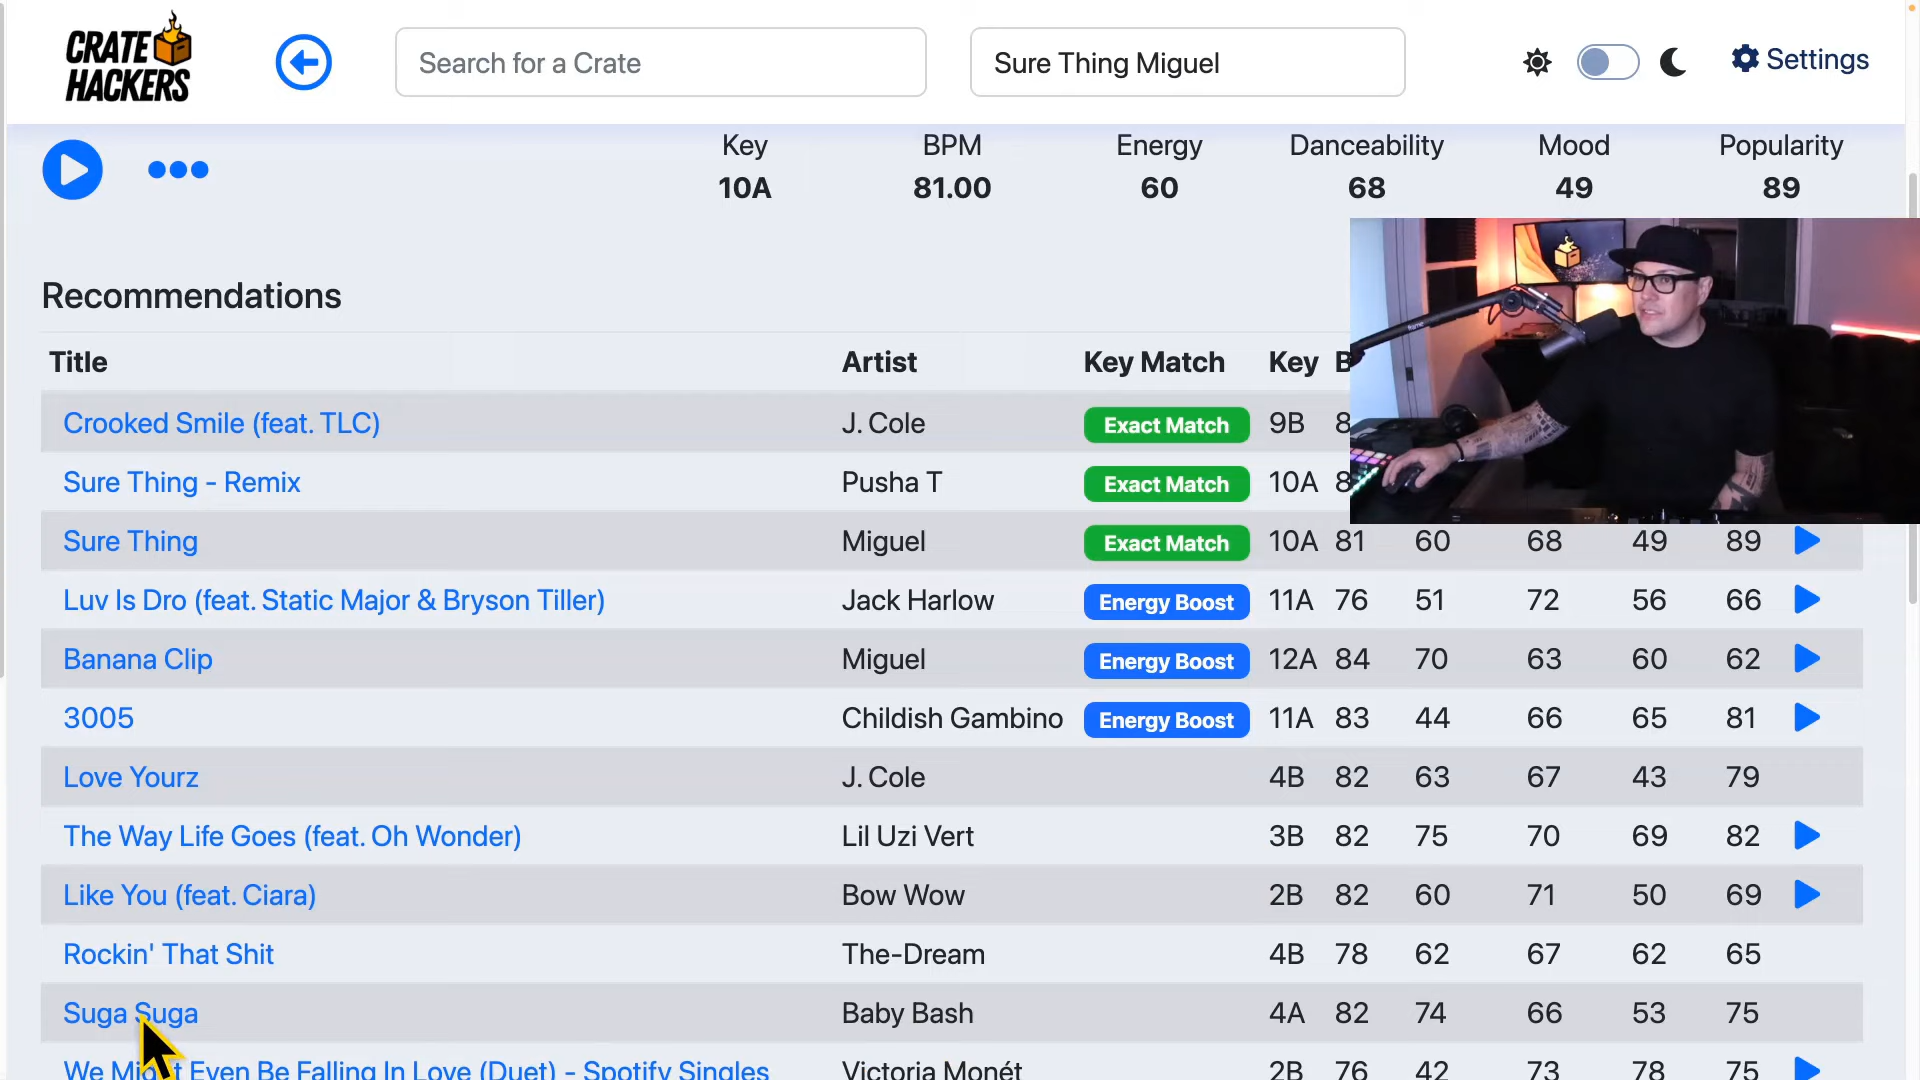 CRATE
HACKERS
Search for a Crate
Sure Thing Miguel
Settings
Key BPM Energy Danceability Mood Popularity
10A 81.00 60 68 49 89
Recommendations
Title Artist Key Match Key B
Crooked Smile (feat. TLC) J. Cole Exact Match 9B 8
Sure Thing - Remix Pusha T Exact Match 10A 8
Sure Thing Miguel Exact Match 10A 81 60 68 49 89
Luv Is Dro (feat. Static Major & Bryson Tiller) Jack Harlow Energy Boost 11A 76 51 72 56 66
Banana Clip Miguel Energy Boost 12A 84 70 63 60 62
3005 Childish Gambino Energy Boost 11A 83 44 66 65 81
Love Yourz J. Cole 4B 82 63 67 43 79
The Way Life Goes (feat. Oh Wonder) Lil Uzi Vert 3B 82 75 70 69 82
Like You (feat. Ciara) Bow Wow 2B 82 60 71 50 69
Rockin' That Shit The-Dream 4B 78 62 67 62 65
Suga Suga Baby Bash 4A 82 74 66 53 75
We Might Even Be Falling In Love (Duet) - Spotify Singles Victoria Monét 2B 76 42 73 78 75